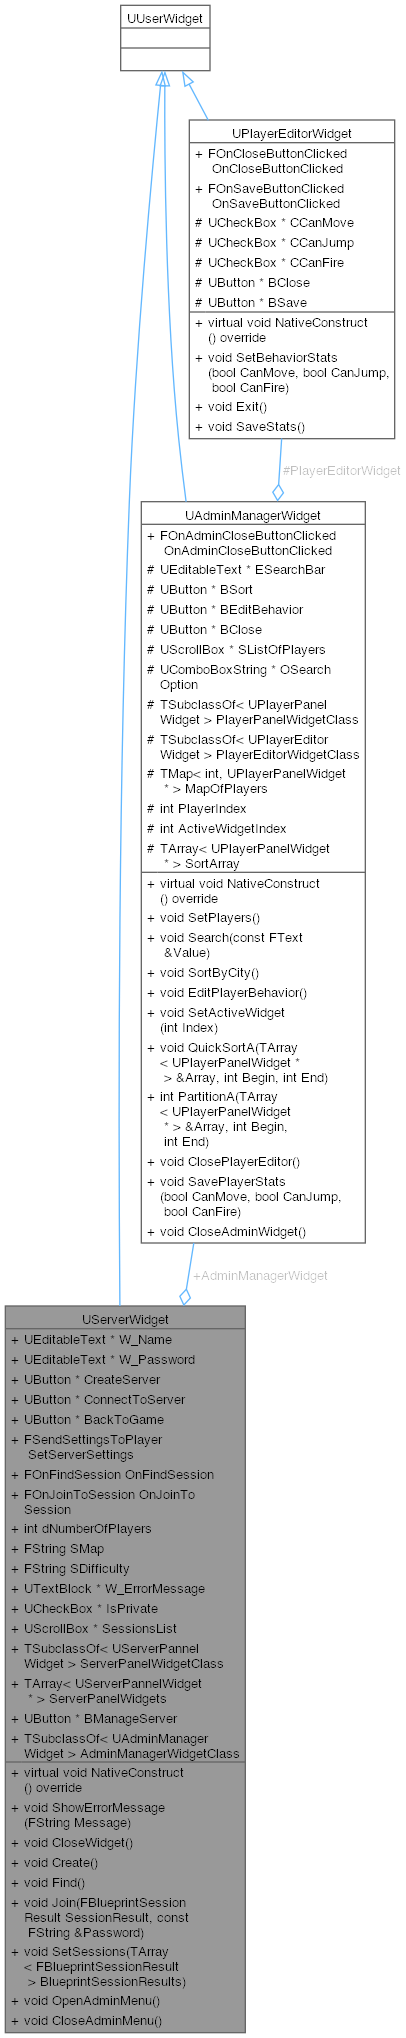 UUserWidget
UPlayerEditorWidget
+ FOnCloseButtonClicked
OnCloseButtonClicked
+ FOnSaveButtonClicked
OnSaveButtonClicked
# UCheckBox * CCanMove
# UCheckBox * CCanJump
# UCheckBox * CCanFire
# UButton * BClose
# UButton * BSave
+ virtual void NativeConstruct
() override
+ void SetBehaviorStats
(bool CanMove, bool CanJump,
bool CanFire)
+ void Exit()
+ void SaveStats()
#PlayerEditorWidget
UAdminManagerWidget
+ FOnAdminCloseButtonClicked
OnAdminCloseButtonClicked
# UEditableText * ESearchBar
# UButton * BSort
# UButton * BEditBehavior
# UButton * BClose
# UScrollBox * SListOfPlayers
# UComboBoxString * OSearch
Option
# TSubclassOf< UPlayerPanel
Widget > PlayerPanelWidgetClass
# TSubclassOf< UPlayerEditor
Widget > PlayerEditorWidgetClass
# TMap< int, UPlayerPanelWidget
* > MapOfPlayers
# int PlayerIndex
# int ActiveWidgetIndex
# TArray< UPlayerPanelWidget
* > SortArray
+ virtual void NativeConstruct
() override
+ void SetPlayers()
+ void Search(const FText
&Value)
+ void SortByCity()
+ void EditPlayerBehavior()
+ void SetActiveWidget
(int Index)
+ void QuickSortA(TArray
< UPlayerPanelWidget *
> &Array, int Begin, int End)
+ int PartitionA(TArray
< UPlayerPanelWidget
* > &Array, int Begin,
int End)
+ void ClosePlayerEditor()
+ void SavePlayerStats
(bool CanMove, bool CanJump,
bool CanFire)
+ void CloseAdminWidget()
+AdminManagerWidget
UServerWidget
+ UEditableText * W_Name
+ UEditableText * W_Password
+ UButton * CreateServer
+ UButton * ConnectToServer
+ UButton * BackToGame
+ FSendSettingsToPlayer
SetServerSettings
+ FOnFindSession OnFindSession
+ FOnJoinToSession OnJoinTo
Session
+ int dNumberOfPlayers
+ FString SMap
+ FString SDifficulty
+ UTextBlock * W_ErrorMessage
+ UCheckBox * IsPrivate
+ UScrollBox * SessionsList
+ TSubclassOf< UServerPannel
Widget > ServerPanelWidgetClass
+ TArray< UServerPannelWidget
* > ServerPanelWidgets
+ UButton * BManageServer
+ TSubclassOf< UAdminManager
Widget > AdminManagerWidgetClass
+ virtual void NativeConstruct
() override
+ void ShowErrorMessage
(FString Message)
+ void CloseWidget()
+ void Create()
+ void Find()
+ void Join(FBlueprintSession
Result SessionResult, const
FString &Password)
+ void SetSessions(TArray
< FBlueprintSessionResult
> BlueprintSessionResults)
+ void OpenAdminMenu()
+ void CloseAdminMenu()